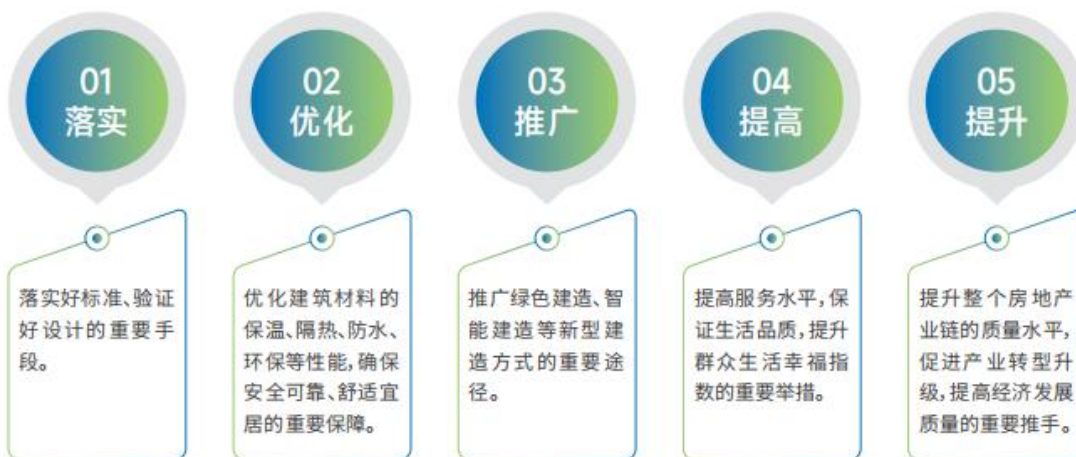 01
落实
02
优化
03
推广
04
提高
05
提升
落实好标准、验证
好设计的重要手
段。
优化建筑材料的
保温、隔热、防水、
环保等性能,确保
安全可靠、舒适宜
居的重要保障。
推广绿色建造、智
能建造等新型建
造方式的重要途
径。
提高服务水平,保
证生活品质,提升
群众生活幸福指
数的重要举措。
提升整个房地产
业链的质量水平,
促进产业转型升
级,提高经济发展
质量的重要推手。